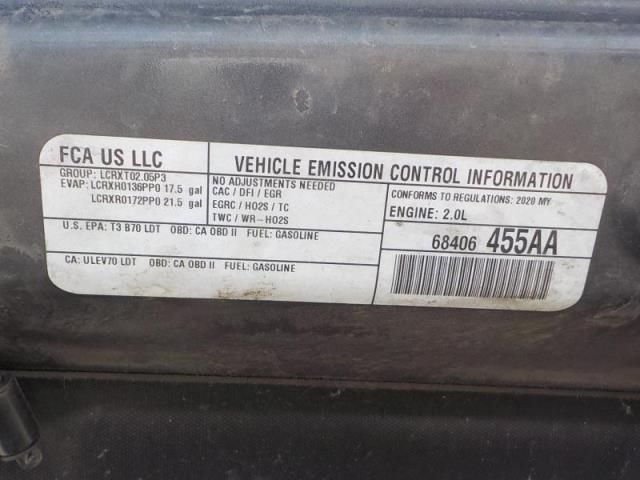 FCA US LLC
GROUP: LCRXT02.05P3
EVAP: LCRXR0136PP0 17.5 gal
LCRXR0172PP0 21.5 gal
VEHICLE EMISSION CONTROL INFORMATION
NO ADJUSTMENTS NEEDED
CAC / DFI / EGR
EGRC / HO2S / TC
TWC / WR-HO2S
CONFORMS TO REGULATIONS: 2020 MY
ENGINE: 2.0L
U.S. EPA: T3 B70 LDT OBD: CA OBD II FUEL: GASOLINE
CA: ULEV70 LDT OBD: CA OBD II FUEL: GASOLINE
68406 455AA